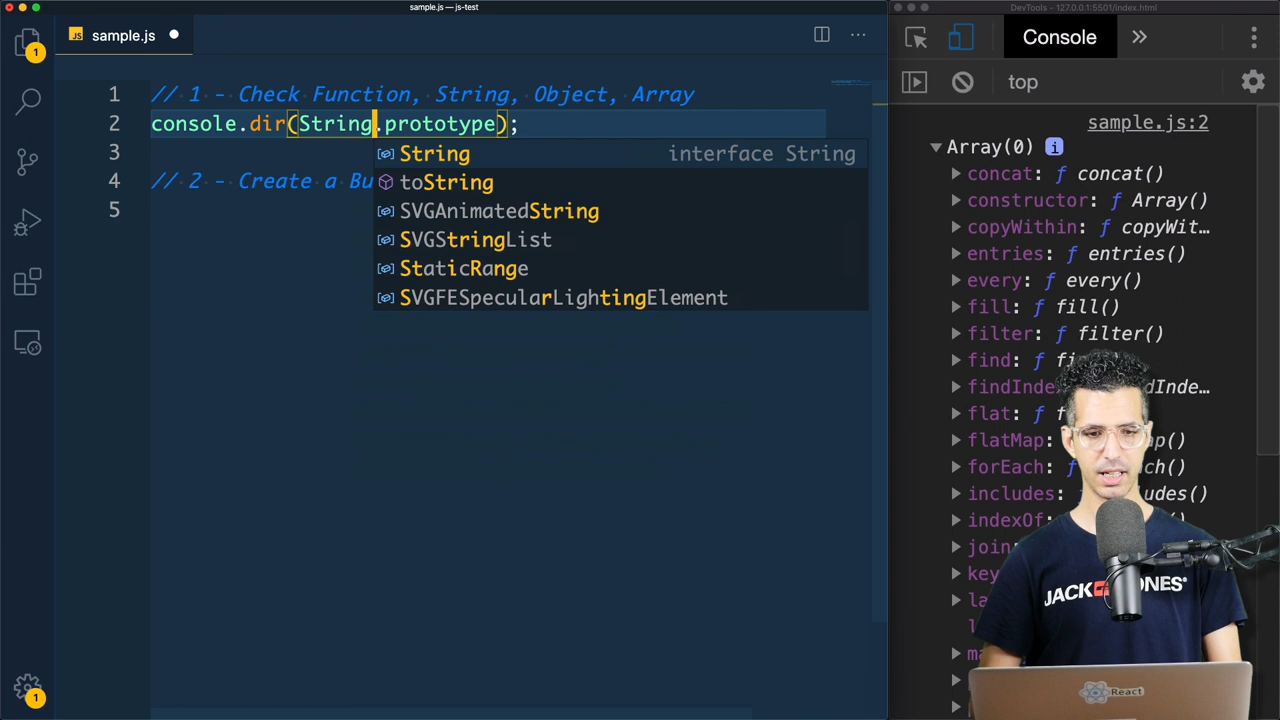 sample.js — js-test
DevTools - 127.0.0.1:5501/index.html
sample.js
Console
top
1
1 // 1 - Check Function, String, Object, Array
2 console.dir(String.prototype);
3
4 // 2 - Create a Bu
5
String interface String
toString
SVGAnimatedString
SVGStringList
StaticRange
SVGFESpecularLightingElement
1
sample.js:2
Array(0) i
concat: ƒ concat()
constructor: ƒ Array()
copyWithin: ƒ copyWit…
entries: ƒ entries()
every: ƒ every()
fill: ƒ fill()
filter: ƒ filter()
find: ƒ
flat:
flatMap:
forEach:
includes:
indexOf:
join:
JACK JONES®
React